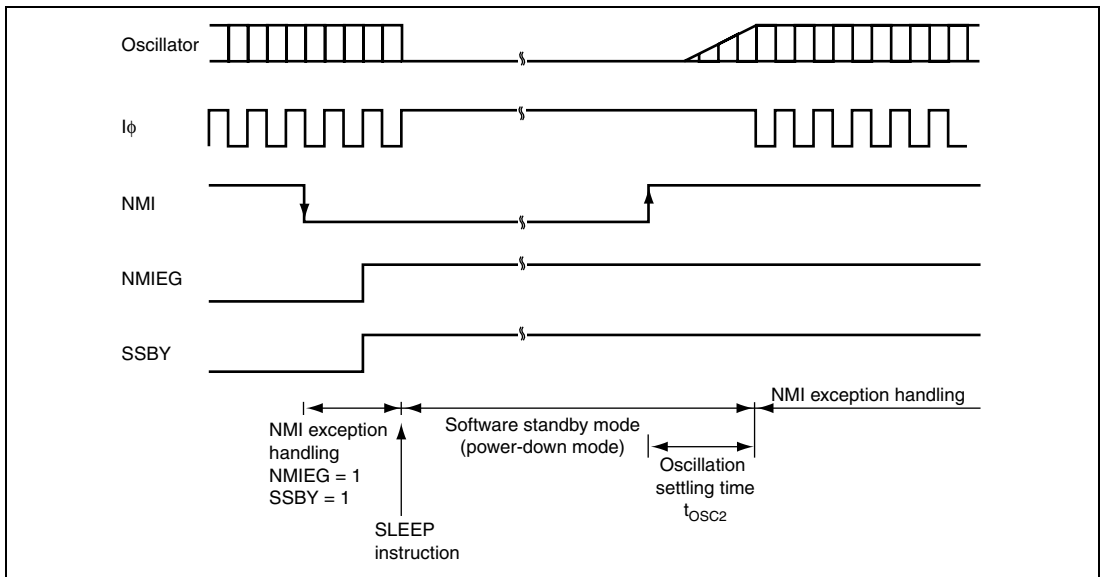 Oscillator
Iϕ
NMI
NMIEG
SSBY
NMI exception handling
NMI exception
handling
NMIEG = 1
SSBY = 1
Software standby mode
(power-down mode)
Oscillation
settling time
tOSC2
SLEEP
instruction